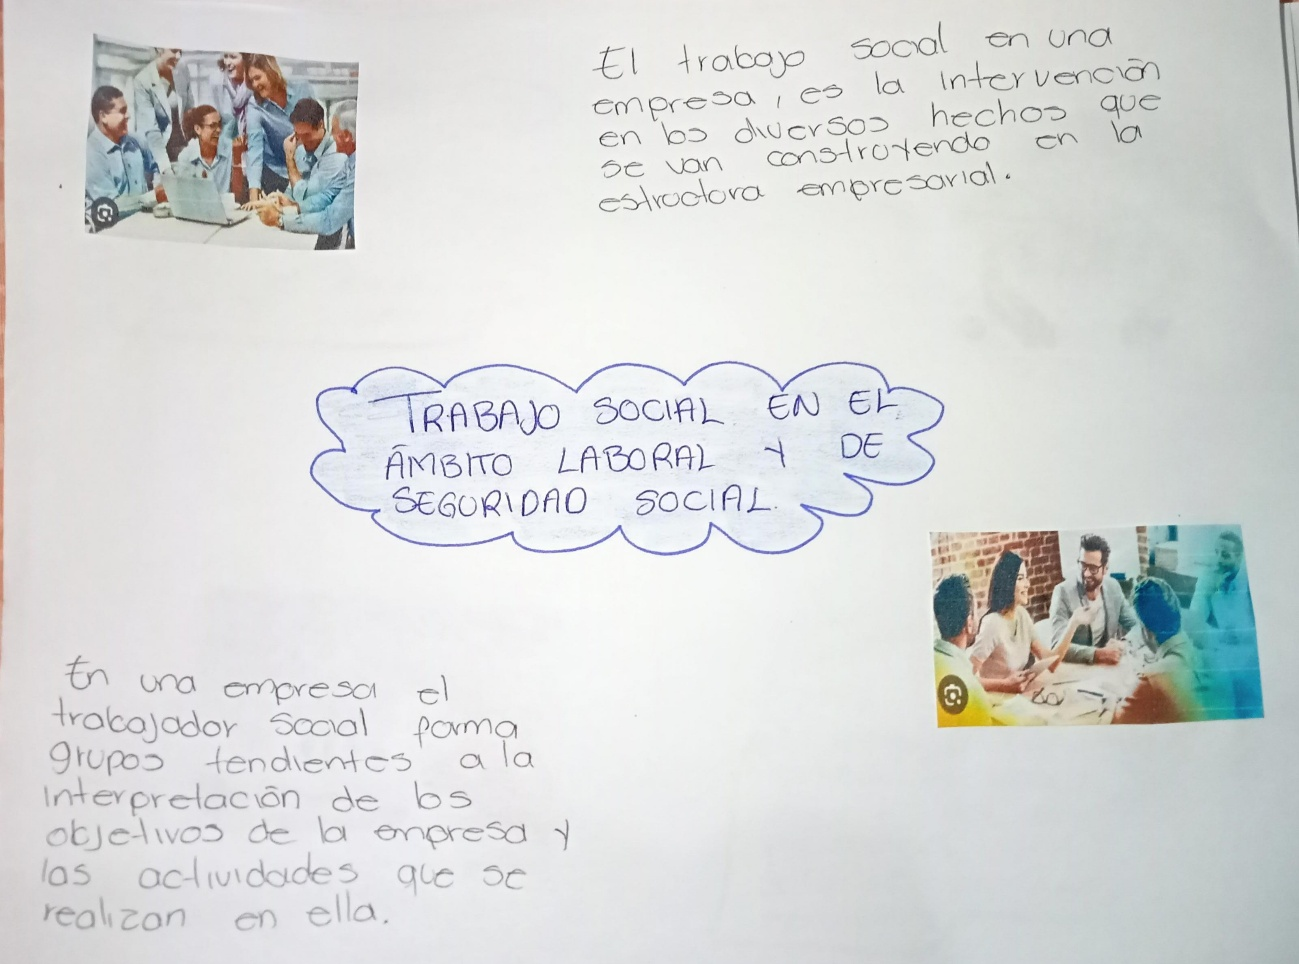 El trabajo social en una
empresa, es la intervención
en los diversos hechos que
se van construyendo en la
estructura empresarial.
TRABAJO SOCIAL EN EL
ÁMBITO LABORAL Y DE
SEGURIDAD SOCIAL.
En una empresa el
trabajador social forma
grupos tendientes a la
interpretación de los
objetivos de la empresa y
las actividades que se
realizan en ella.